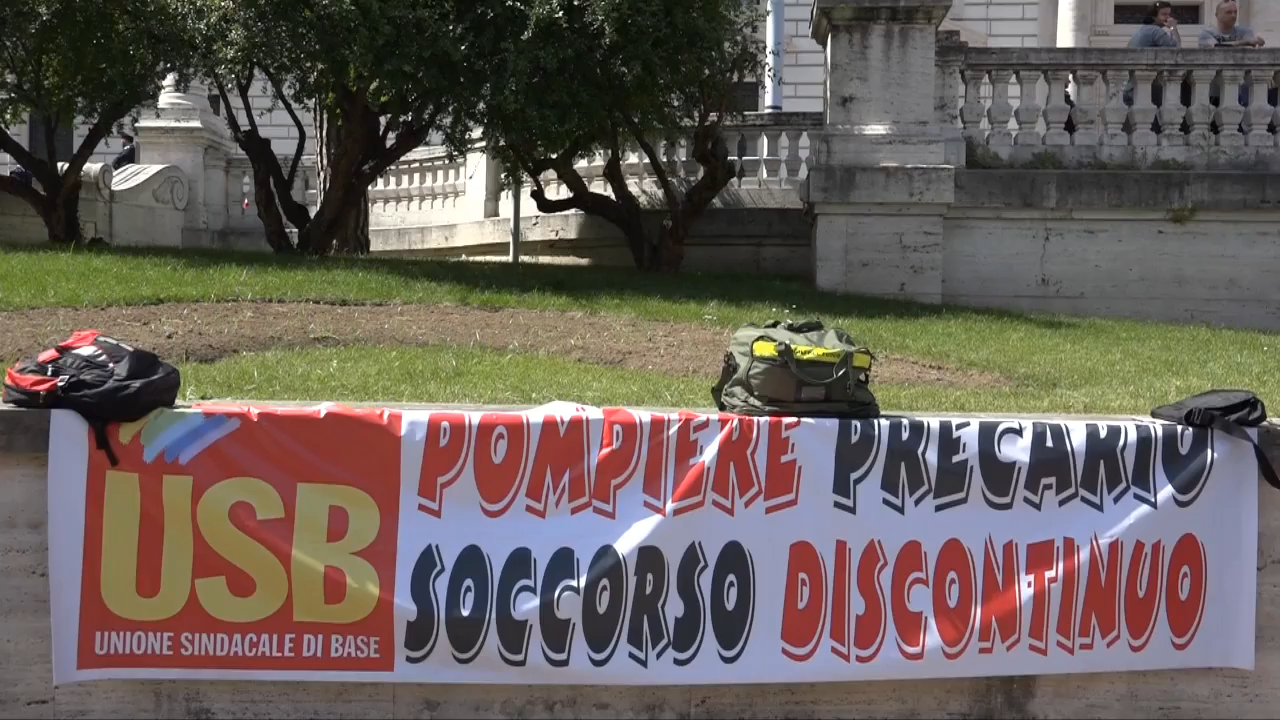 USB
UNIONE SINDACALE DI BASE
POMPIERE PRECARIO
SOCCORSO DISCONTINUO